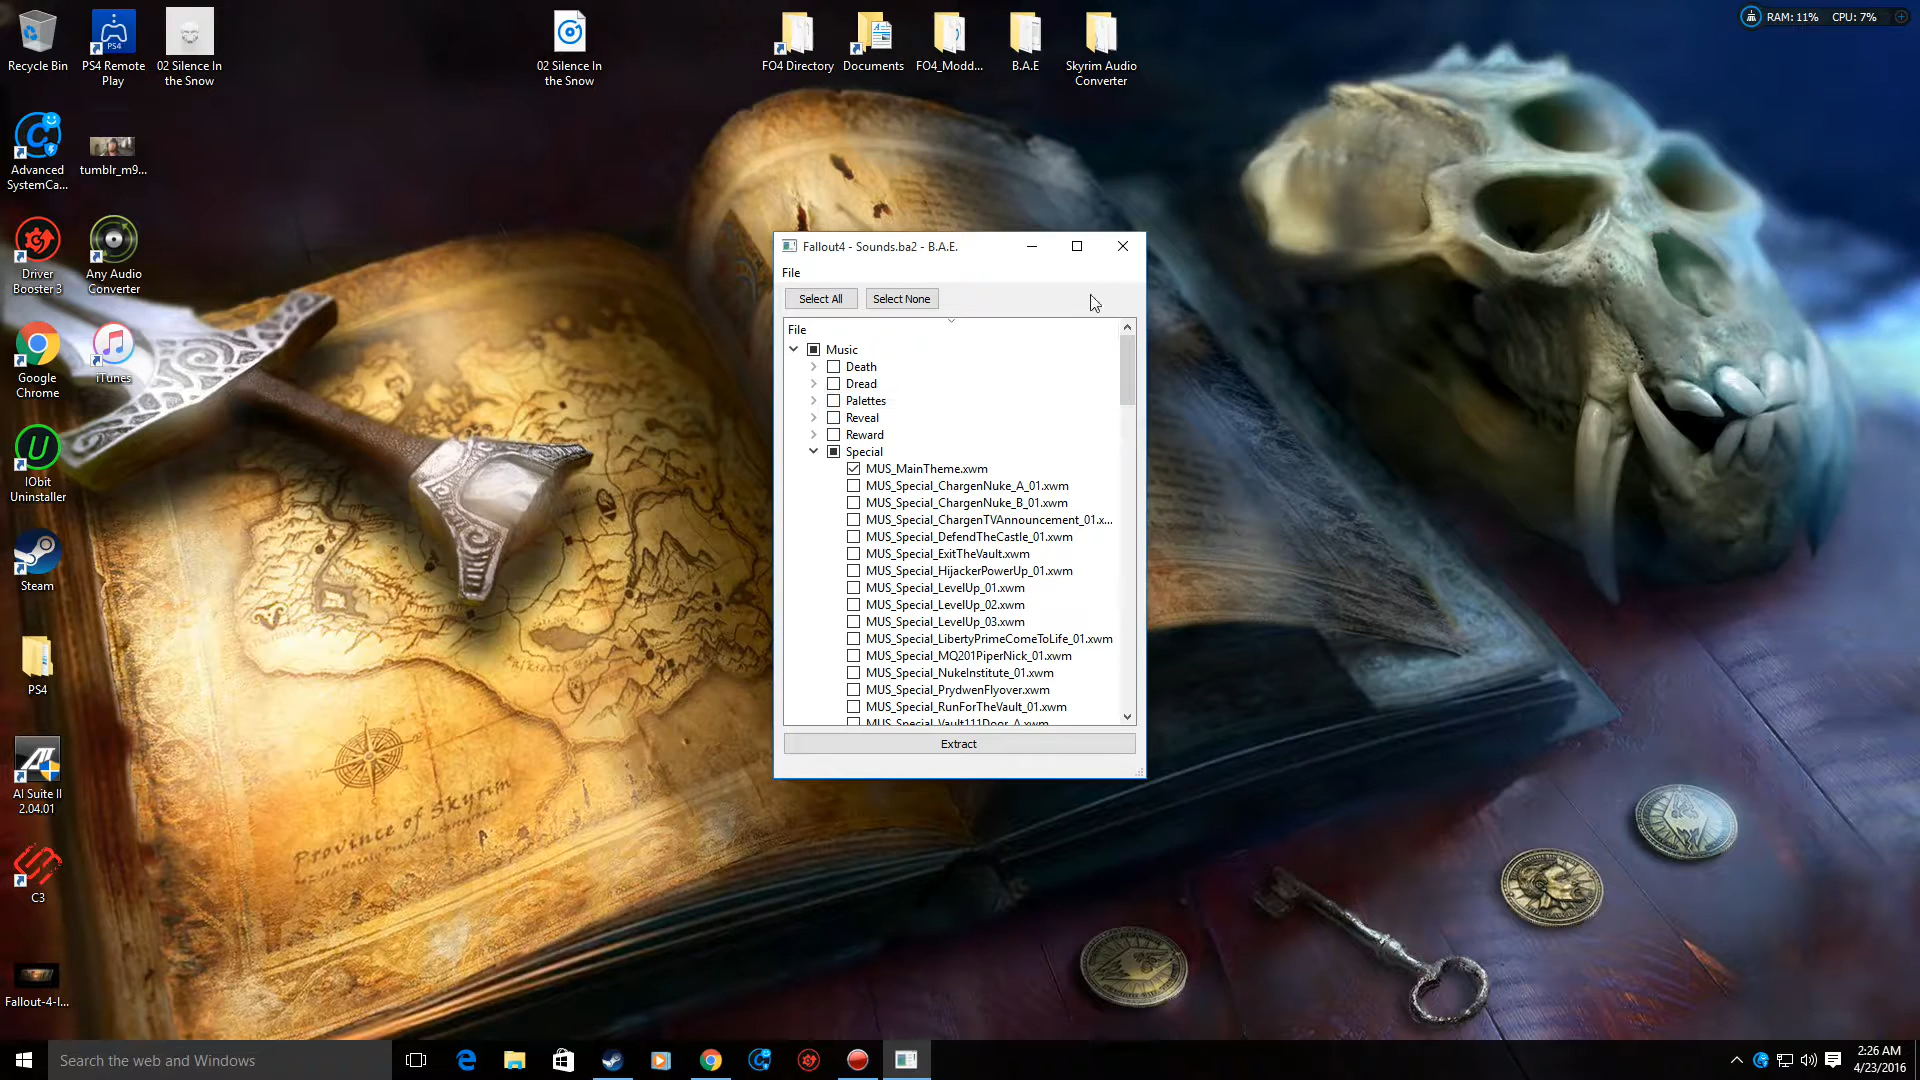 Recycle Bin
PS4 Remote
Play
02 Silence In
the Snow
02 Silence In
the Snow
FO4 Directory
Documents
FO4_Modd...
B.A.E
Skyrim Audio
Converter
RAM: 11%
CPU: 7%
Advanced
SystemCa...
tumblr_m9...
Driver
Booster 3
Any Audio
Converter
Google
Chrome
iTunes
IObit
Uninstaller
Steam
PS4
AI Suite II
2.04.01
C3
Fallout-4-I...
Fallout4 - Sounds.ba2 - B.A.E.
File
Select All
Select None
File
Music
Death
Dread
Palettes
Reveal
Reward
Special
MUS_MainTheme.xwm
MUS_Special_ChargenNuke_A_01.xwm
MUS_Special_ChargenNuke_B_01.xwm
MUS_Special_ChargenTVAnnouncement_01.x...
MUS_Special_DefendTheCastle_01.xwm
MUS_Special_ExitTheVault.xwm
MUS_Special_HijackerPowerUp_01.xwm
MUS_Special_LevelUp_01.xwm
MUS_Special_LevelUp_02.xwm
MUS_Special_LevelUp_03.xwm
MUS_Special_LibertyPrimeComeToLife_01.xwm
MUS_Special_MQ201PiperNick_01.xwm
MUS_Special_NukeInstitute_01.xwm
MUS_Special_PrydwenFlyover.xwm
MUS_Special_RunForTheVault_01.xwm
MUS_Special_Vault111Door_A.xwm
Extract
Province of Skyrim
Search the web and Windows
2:26 AM
4/23/2016